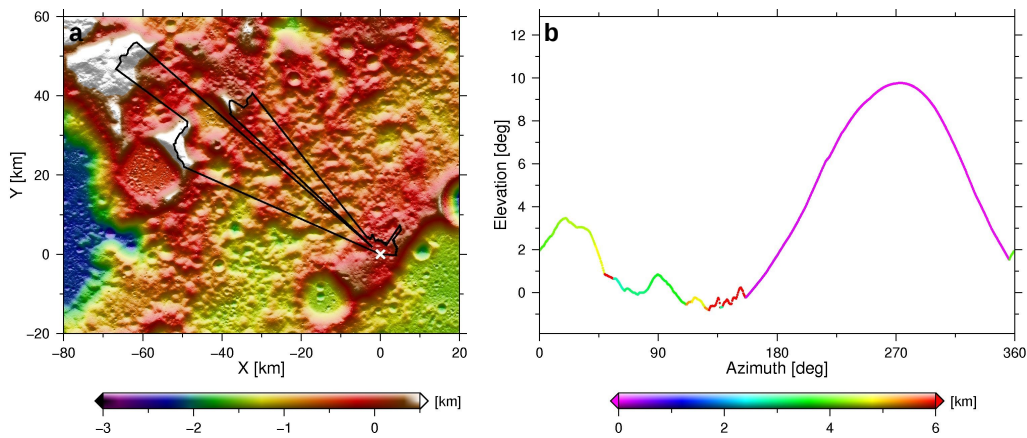 a
60
40
20
0
−20
Y [km]
−80 −60 −40 −20 0 20
X [km]
−3 −2 −1 0 [km]
b
12
10
8
6
4
2
0
Elevation [deg]
0 90 180 270 360
Azimuth [deg]
0 2 4 6 [km]